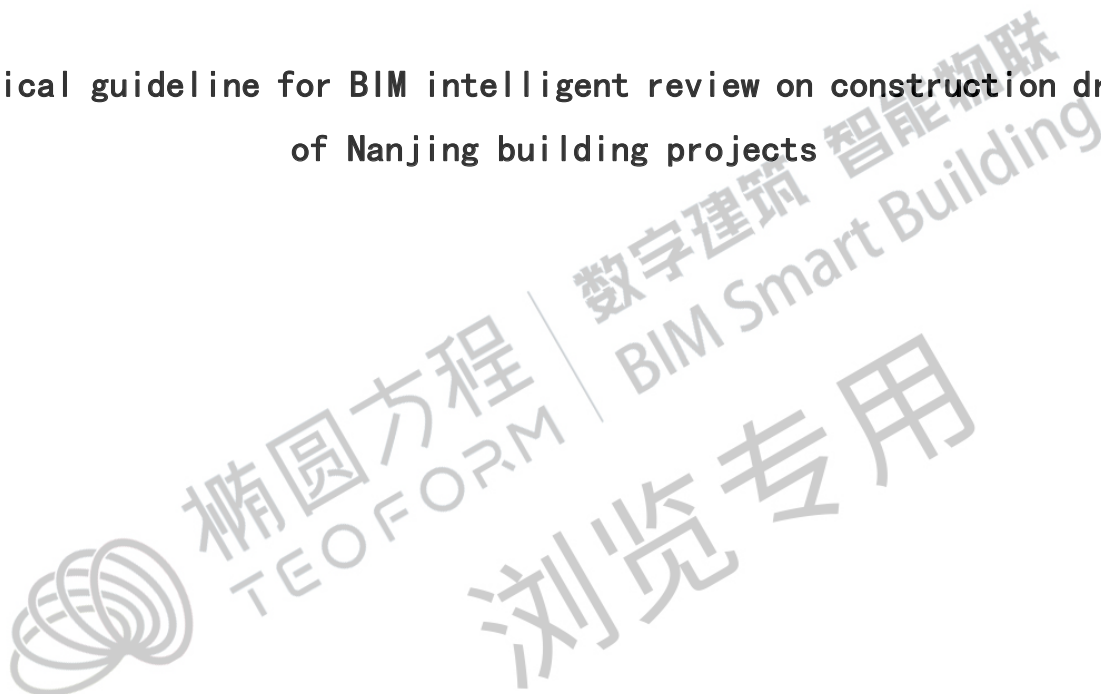 ical guideline for BIM intelligent review on construction dr
of Nanjing building projects
数字建筑 智能物联
BIM Smart Building
椭圆方程
TEOFORM
浏览专用